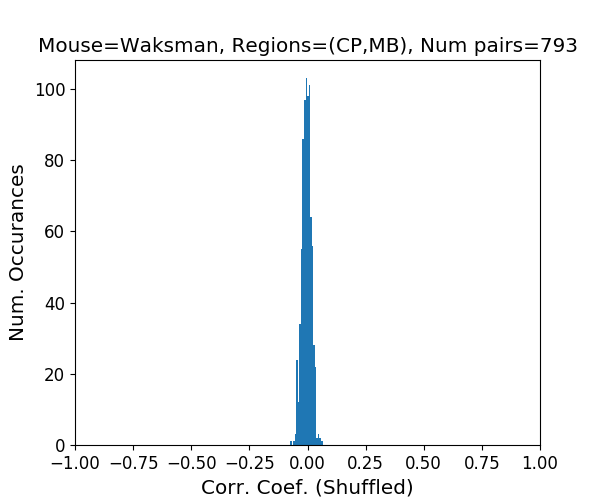 Mouse=Waksman, Regions=(CP,MB), Num pairs=793
Num. Occurances
100
80
60
40
20
0
−1.00 −0.75 −0.50 −0.25 0.00 0.25 0.50 0.75 1.00
Corr. Coef. (Shuffled)